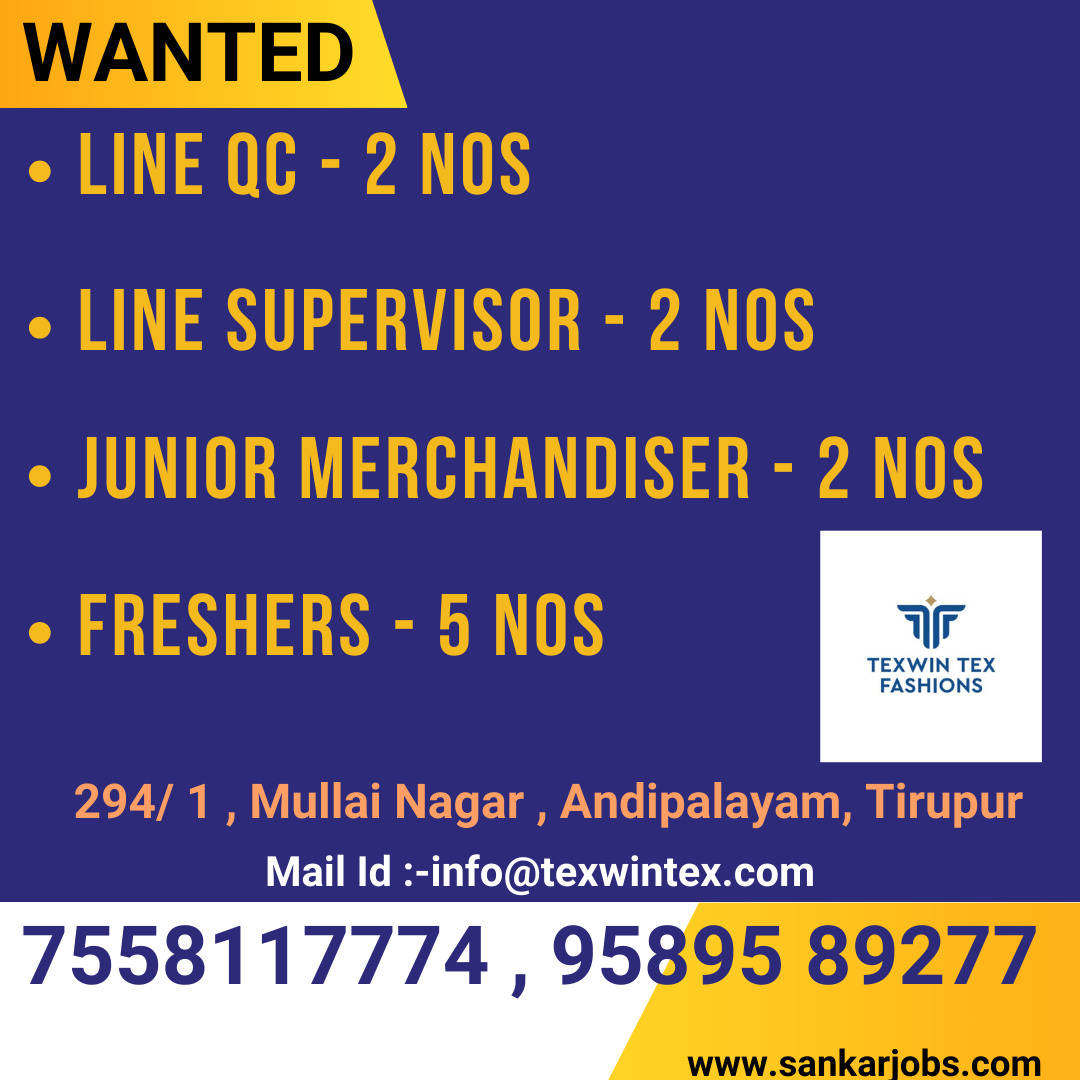 WANTED
• LINE QC - 2 NOS
• LINE SUPERVISOR - 2 NOS
• JUNIOR MERCHANDISER - 2 NOS
• FRESHERS - 5 NOS
TEXWIN TEX
FASHIONS
294/ 1 , Mullai Nagar , Andipalayam, Tirupur
Mail Id :-info@texwintex.com
7558117774 , 95895 89277
www.sankarjobs.com